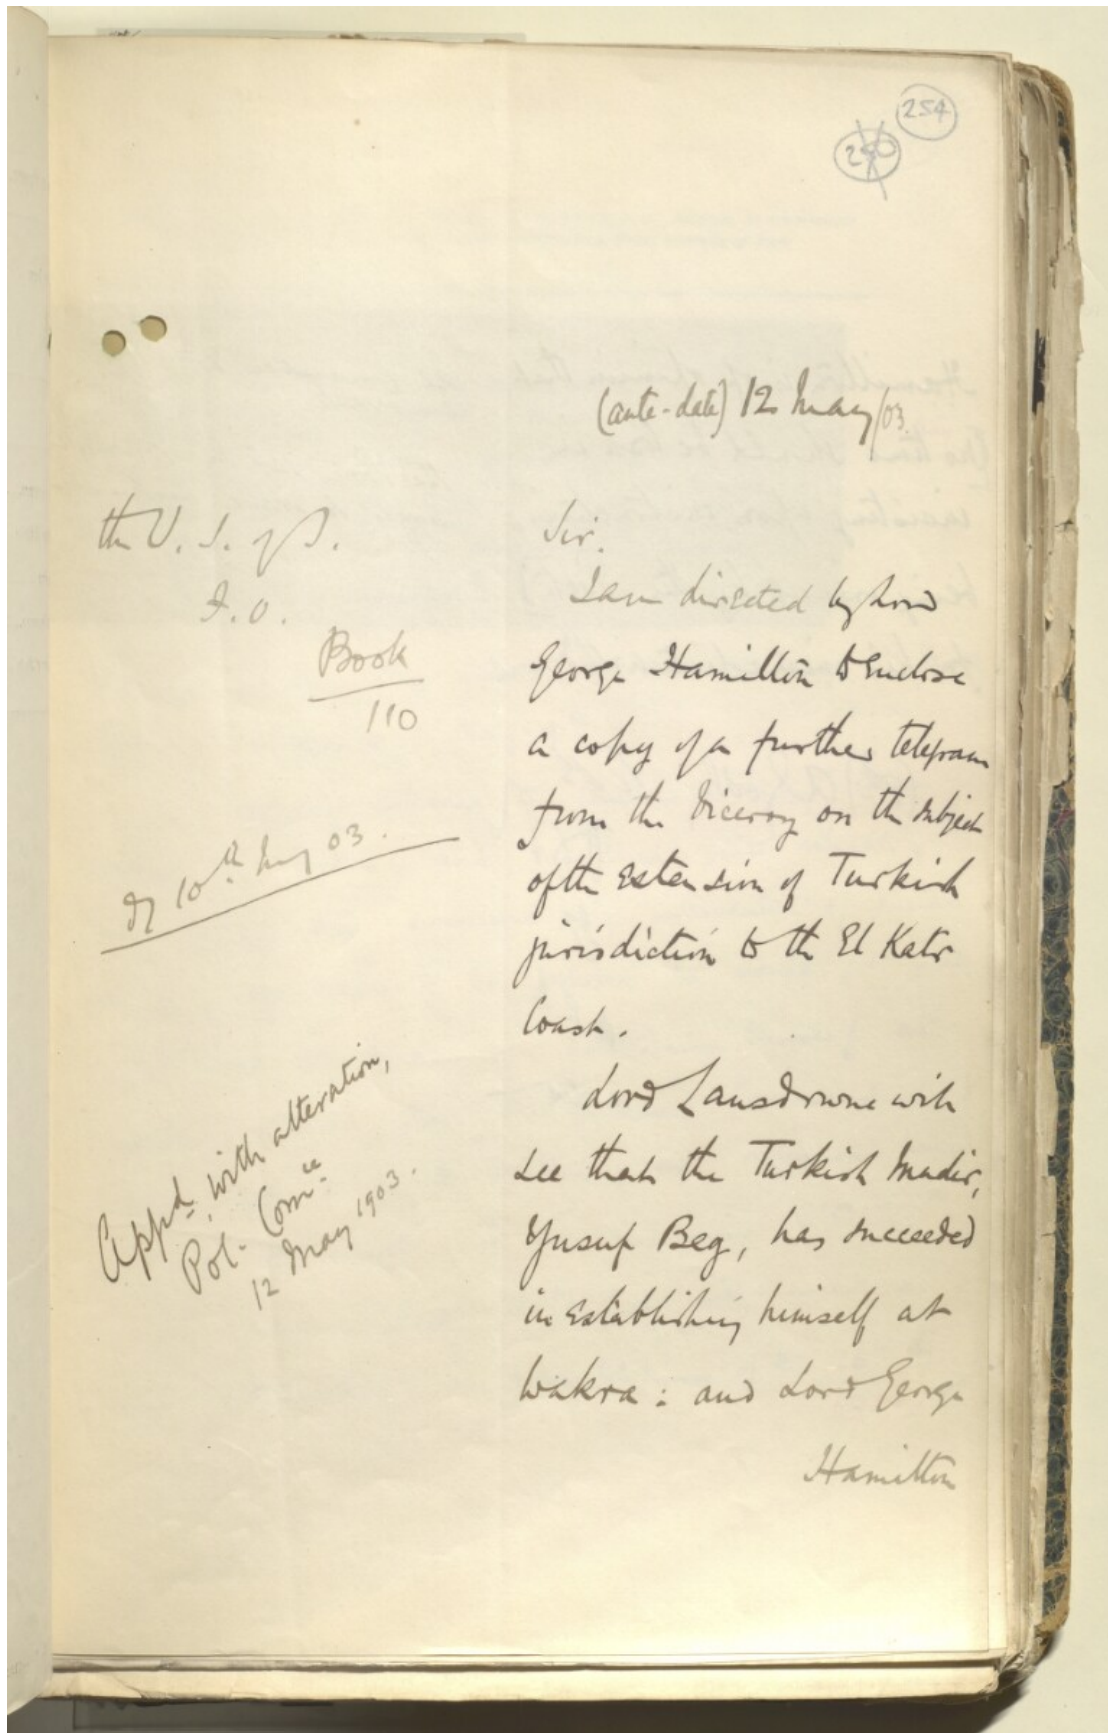 254
(ante-date) 12 May/03.
the U. S. of S.
F. O.
Book
110
Sir,
I am directed by Lord
George Hamilton to enclose
a copy of a further telegram
from the Viceroy on the subject
of the extension of Turkish
jurisdiction to the El Katr
Coast.
dy 10th May 03.
Lord Lansdowne will
see that the Turkish Mudir,
Yusuf Beg, has succeeded
in establishing himself at
Wakra: and Lord George
Hamilton
Appd. with alteration,
Pol. Comee
12 May 1903.